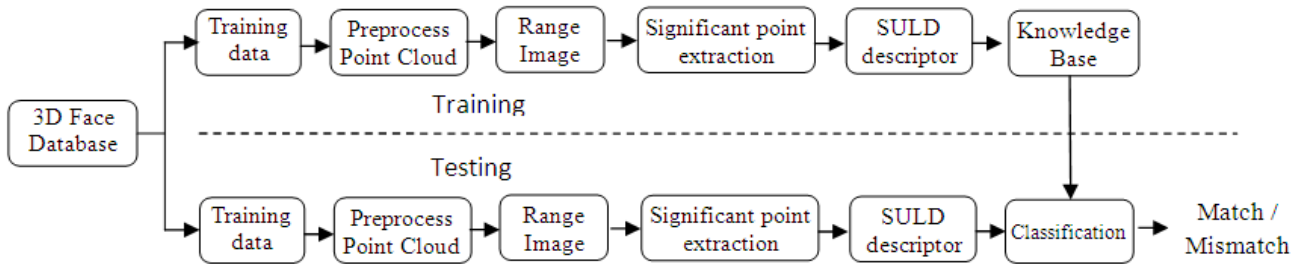 3D Face
Database
Training
data
Preprocess
Point Cloud
Range
Image
Significant point
extraction
SULD
descriptor
Knowledge
Base
Training
Testing
Training
data
Preprocess
Point Cloud
Range
Image
Significant point
extraction
SULD
descriptor
Classification
Match /
Mismatch